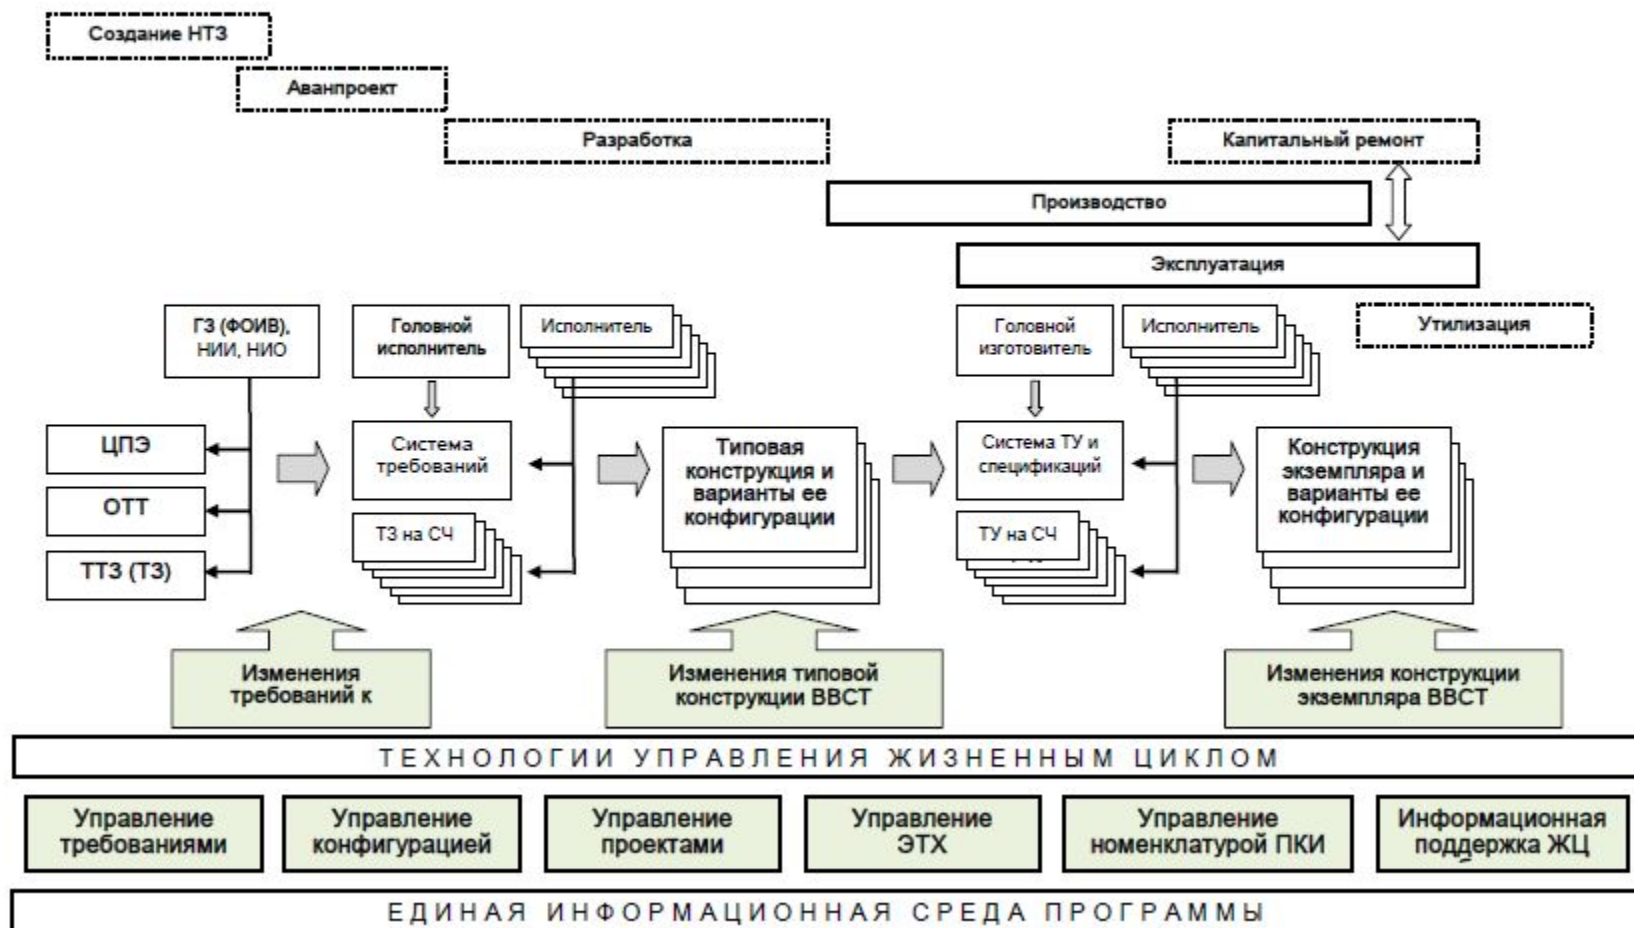 Создание НТЗ
Аванпроект
Разработка
Капитальный ремонт
Производство
Эксплуатация
Утилизация
ГЗ (ФОИВ),
НИИ, НИО
Головной
исполнитель
Исполнитель
Головной
изготовитель
Исполнитель
ЦПЭ
ОТТ
ТТЗ (ТЗ)
Система
требований
ТЗ на СЧ
Типовая
конструкция и
варианты ее
конфигурации
Система ТУ и
спецификаций
ТУ на СЧ
Конструкция
экземпляра и
варианты ее
конфигурации
Изменения
требований к
Изменения типовой
конструкции ВВСТ
Изменения конструкции
экземпляра ВВСТ
ТЕХНОЛОГИИ УПРАВЛЕНИЯ ЖИЗНЕННЫМ ЦИКЛОМ
Управление
требованиями
Управление
конфигурацией
Управление
проектами
Управление
ЭТХ
Управление
номенклатурой ПКИ
Информационная
поддержка ЖЦ
ЕДИНАЯ ИНФОРМАЦИОННАЯ СРЕДА ПРОГРАММЫ